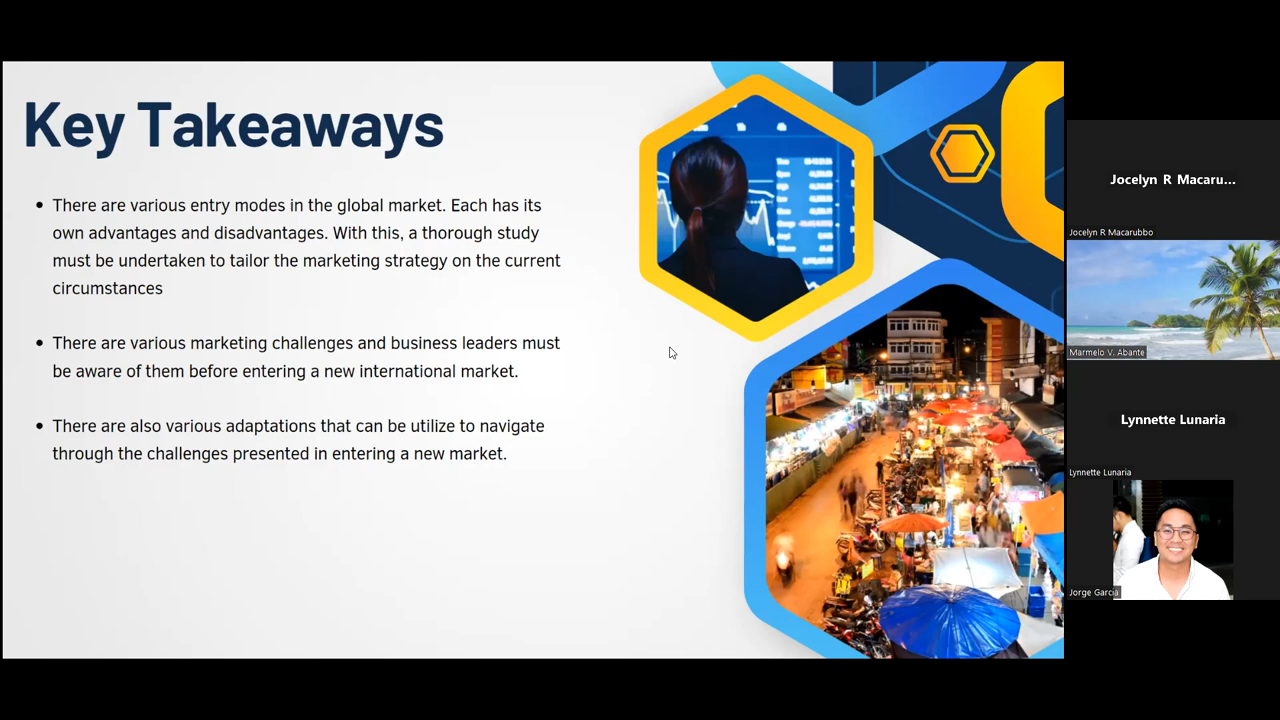 Key Takeaways
• There are various entry modes in the global market. Each has its
own advantages and disadvantages. With this, a thorough study
must be undertaken to tailor the marketing strategy on the current
circumstances
• There are various marketing challenges and business leaders must
be aware of them before entering a new international market.
• There are also various adaptations that can be utilize to navigate
through the challenges presented in entering a new market.
Jocelyn R Macaru...
Jocelyn R Macarubbo
Marmelo V. Abante
Lynnette Lunaria
Lynnette Lunaria
Jorge Garcia